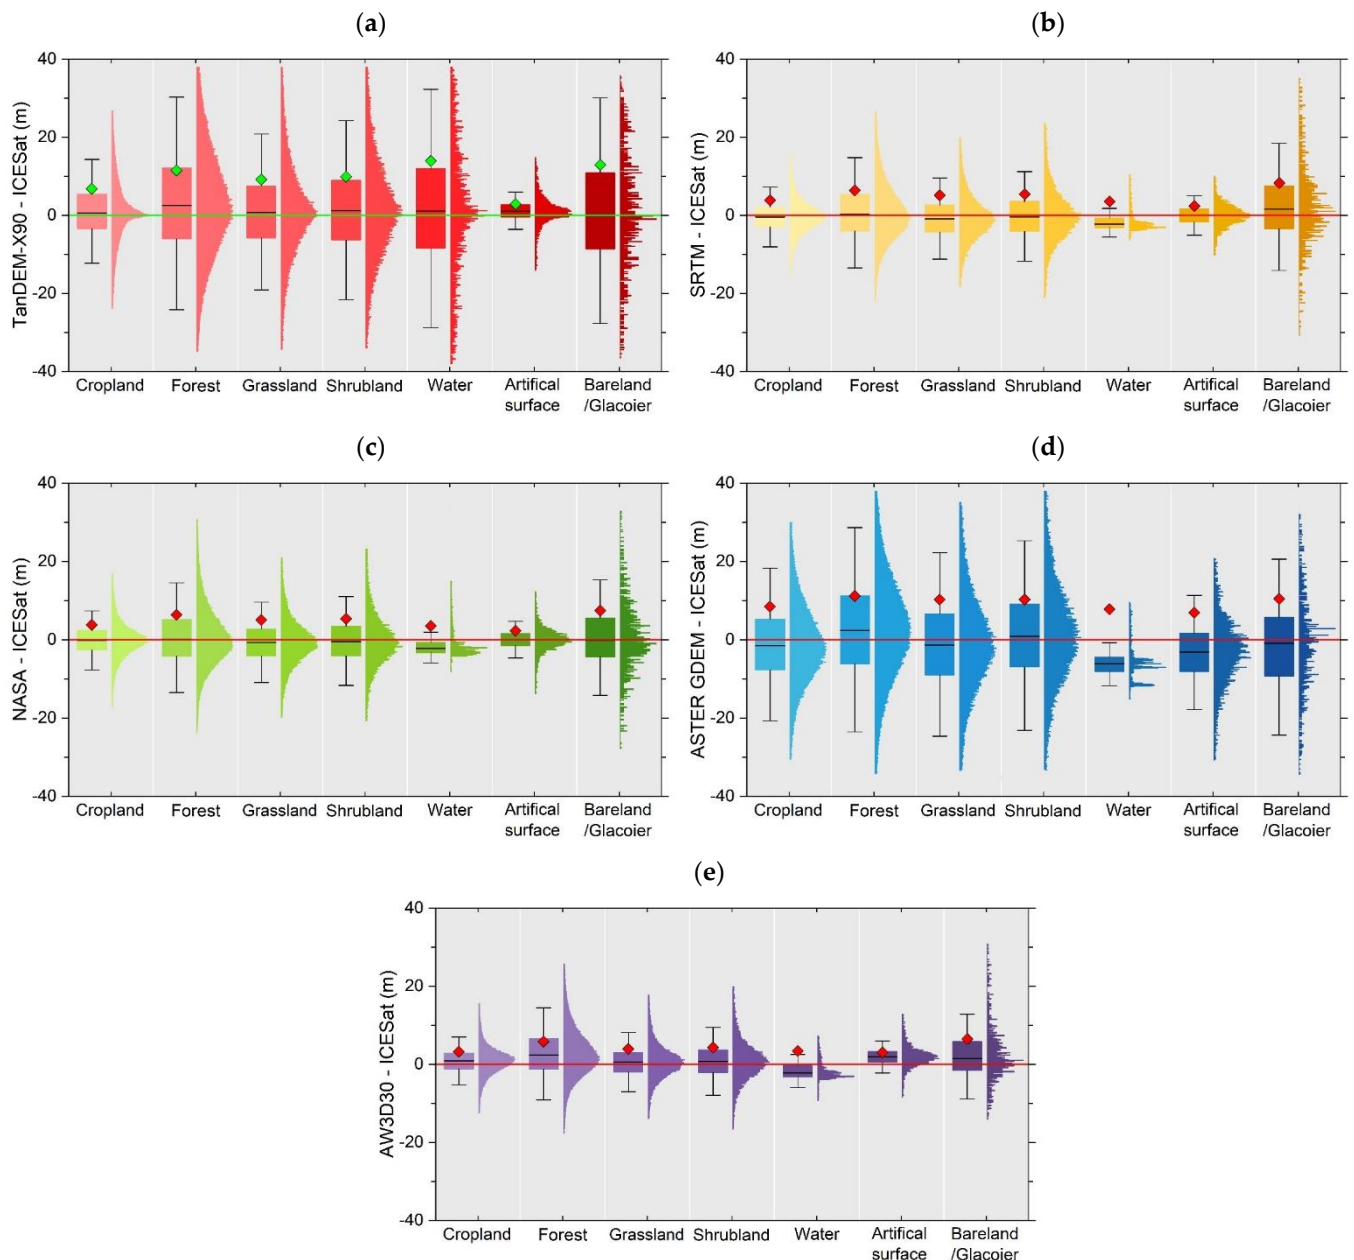 (a)
TanDEM-X90 - ICESat (m)
40
20
0
-20
-40
Cropland Forest Grassland Shrubland Water Artifical surface Bareland /Glacoier
(b)
SRTM - ICESat (m)
40
20
0
-20
-40
Cropland Forest Grassland Shrubland Water Artifical surface Bareland /Glacoier
(c)
NASA - ICESat (m)
40
20
0
-20
-40
Cropland Forest Grassland Shrubland Water Artifical surface Bareland /Glacoier
(d)
ASTER GDEM - ICESat (m)
40
20
0
-20
-40
Cropland Forest Grassland Shrubland Water Artifical surface Bareland /Glacoier
(e)
AW3D30 - ICESat (m)
40
20
0
-20
-40
Cropland Forest Grassland Shrubland Water Artifical surface Bareland /Glacoier